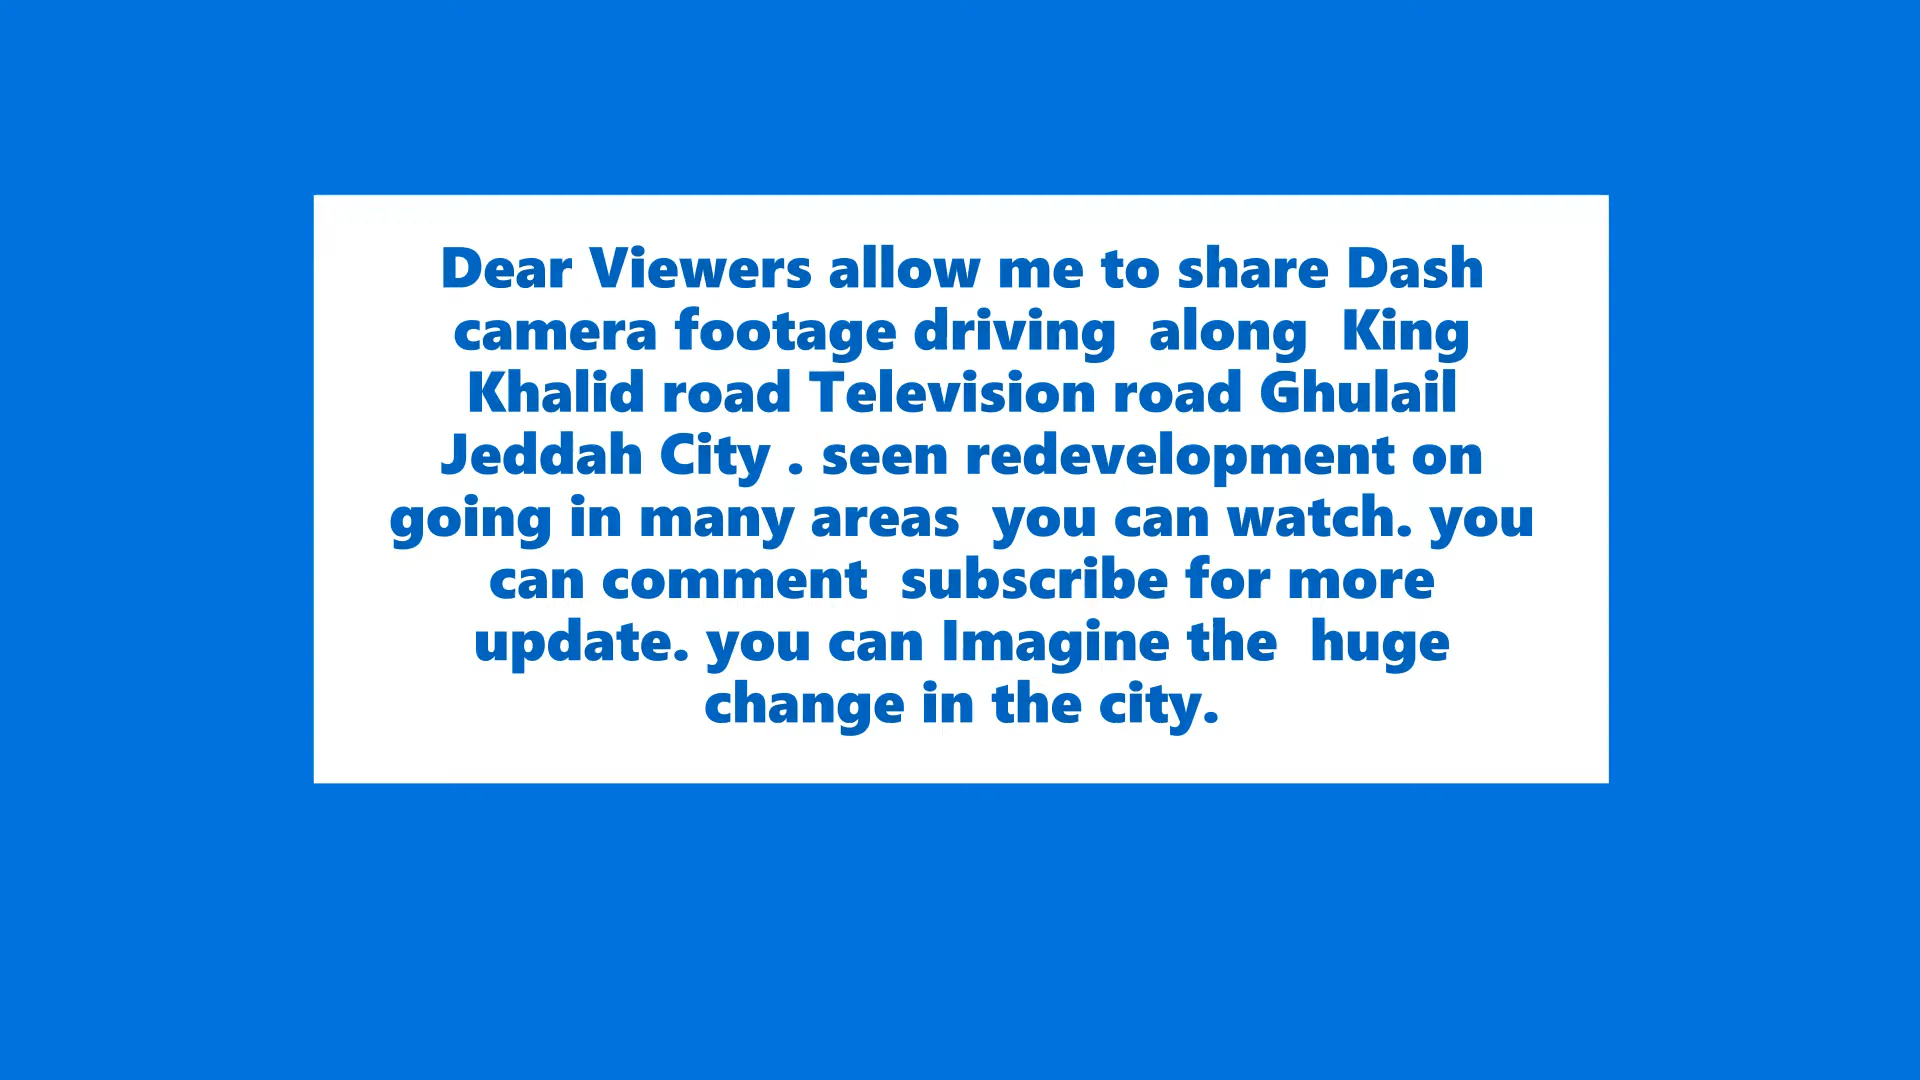 Dear Viewers allow me to share Dash
camera footage driving  along  King
Khalid road Television road Ghulail
Jeddah City . seen redevelopment on
going in many areas  you can watch. you
can comment  subscribe for more
update. you can Imagine the  huge
change in the city.